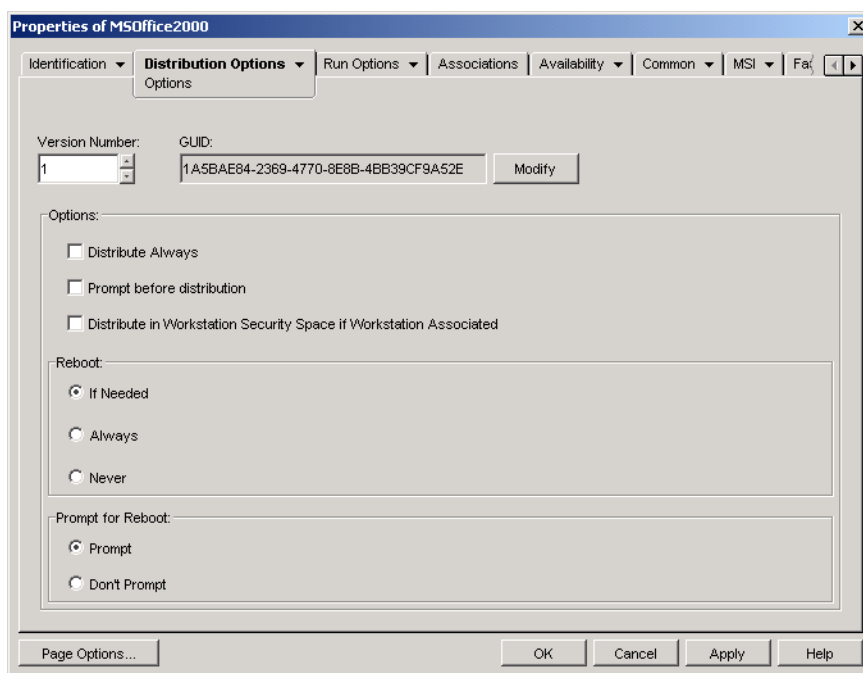 Properties of MSOffice2000
Identification Distribution Options Run Options Associations Availability Common MSI
Options
Version Number: GUID:
1 1A5BAE84-2369-4770-8E8B-4BB39CF9A52E Modify
Options:
Distribute Always
Prompt before distribution
Distribute in Workstation Security Space if Workstation Associated
Reboot:
If Needed
Always
Never
Prompt for Reboot:
Prompt
Don't Prompt
Page Options... OK Cancel Apply Help